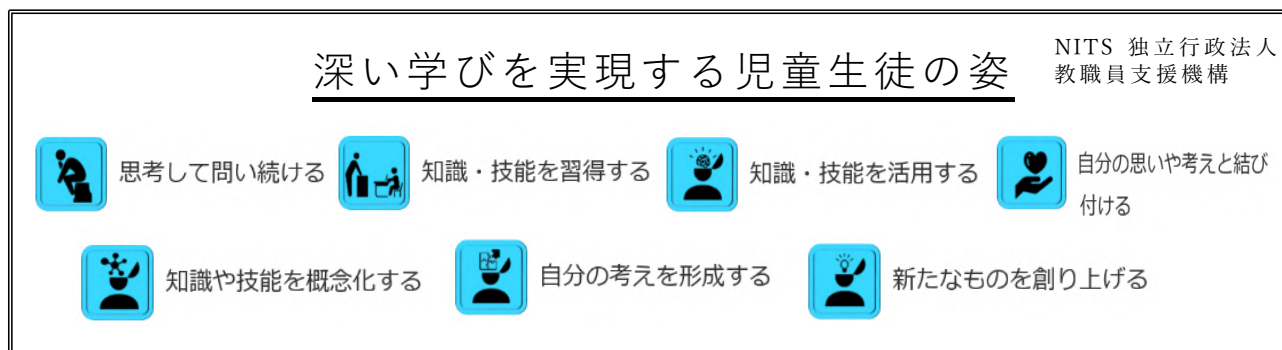 深い学びを実現する児童生徒の姿
NITS 独立行政法人
教職員支援機構
思考して問い続ける
知識・技能を習得する
知識・技能を活用する
自分の思いや考えと結び
付ける
知識や技能を概念化する
自分の考えを形成する
新たなものを創り上げる